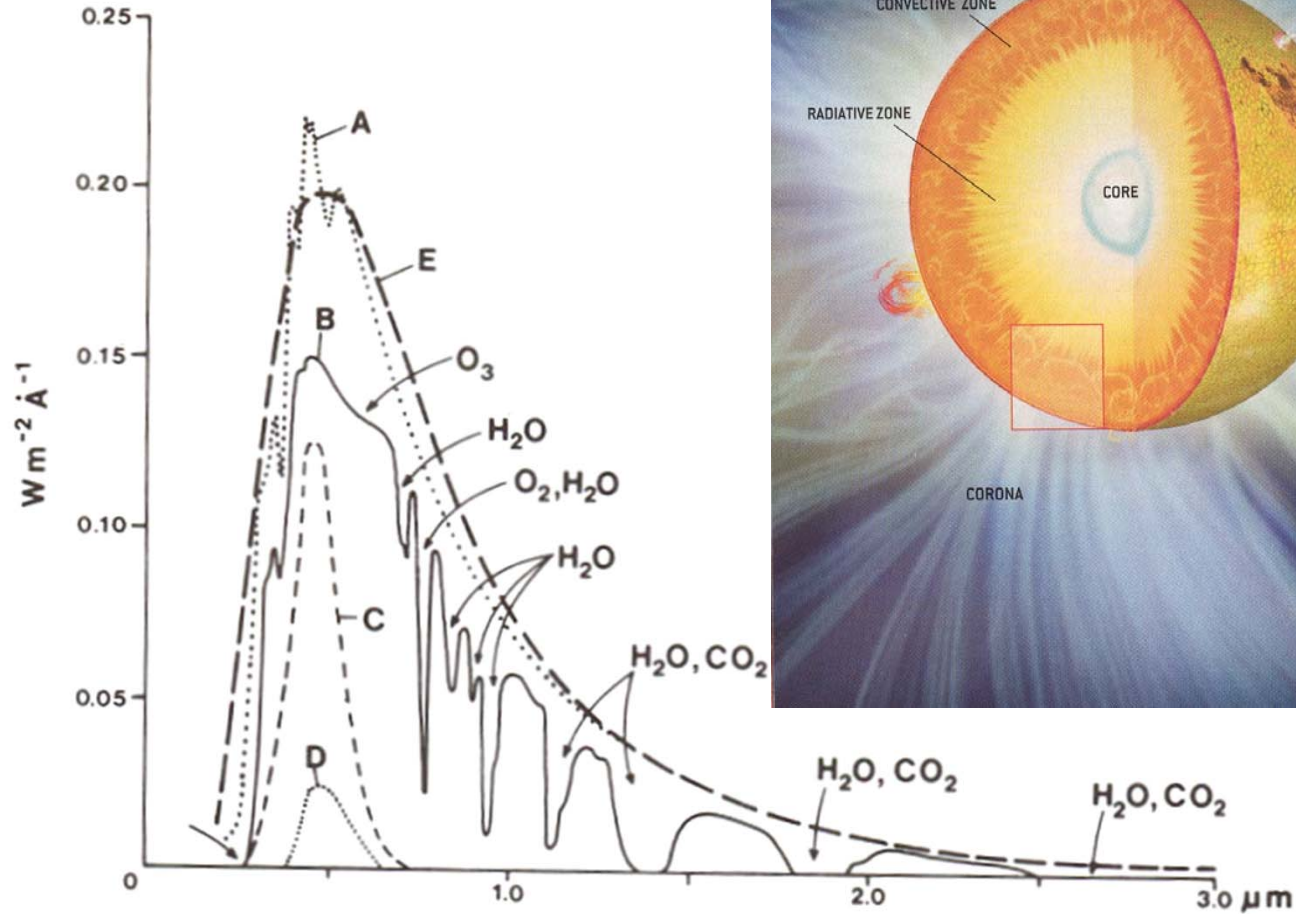 CONVECTIVE ZONE
RADIATIVE ZONE
CORE
CORONA
0.25
A
0.20
E
B
0.15
O₃
H₂O
O₂,H₂O
0.10
H₂O
C
H₂O,CO₂
0.05
D
H₂O, CO₂
H₂O,CO₂
0
1.0
2.0
3.0 μm
Wm⁻² Å⁻¹